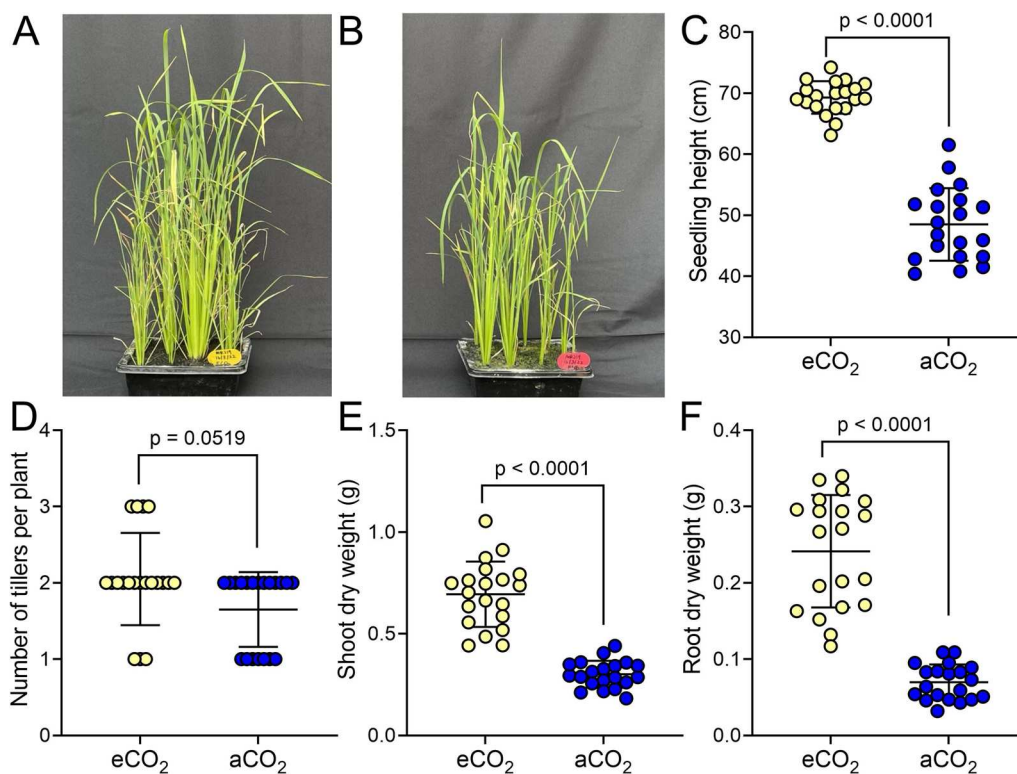 A
B
C
p < 0.0001
Seedling height (cm)
80
70
60
50
40
30
eCO₂
aCO₂
D
p = 0.0519
Number of tillers per plant
4
3
2
1
0
eCO₂
aCO₂
E
p < 0.0001
Shoot dry weight (g)
1.5
1.0
0.5
0.0
eCO₂
aCO₂
F
p < 0.0001
Root dry weight (g)
0.4
0.3
0.2
0.1
0.0
eCO₂
aCO₂